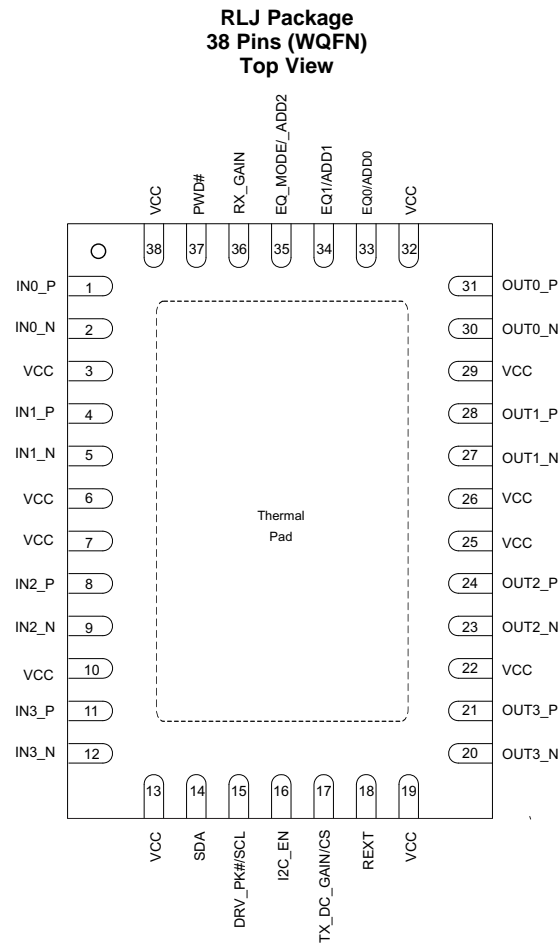 RLJ Package
38 Pins (WQFN)
Top View
VCC
PWD#
RX_GAIN
EQ_MODE/_ADD2
EQ1/ADD1
EQ0/ADD0
VCC
38 37 36 35 34 33 32
IN0_P 1 31 OUT0_P
IN0_N 2 30 OUT0_N
VCC 3 29 VCC
IN1_P 4 28 OUT1_P
IN1_N 5 27 OUT1_N
VCC 6 26 VCC
VCC 7 25 VCC
Thermal
Pad
IN2_P 8 24 OUT2_P
IN2_N 9 23 OUT2_N
VCC 10 22 VCC
IN3_P 11 21 OUT3_P
IN3_N 12 20 OUT3_N
13 14 15 16 17 18 19
VCC
SDA
DRV_PK#/SCL
I2C_EN
TX_DC_GAIN/CS
REXT
VCC